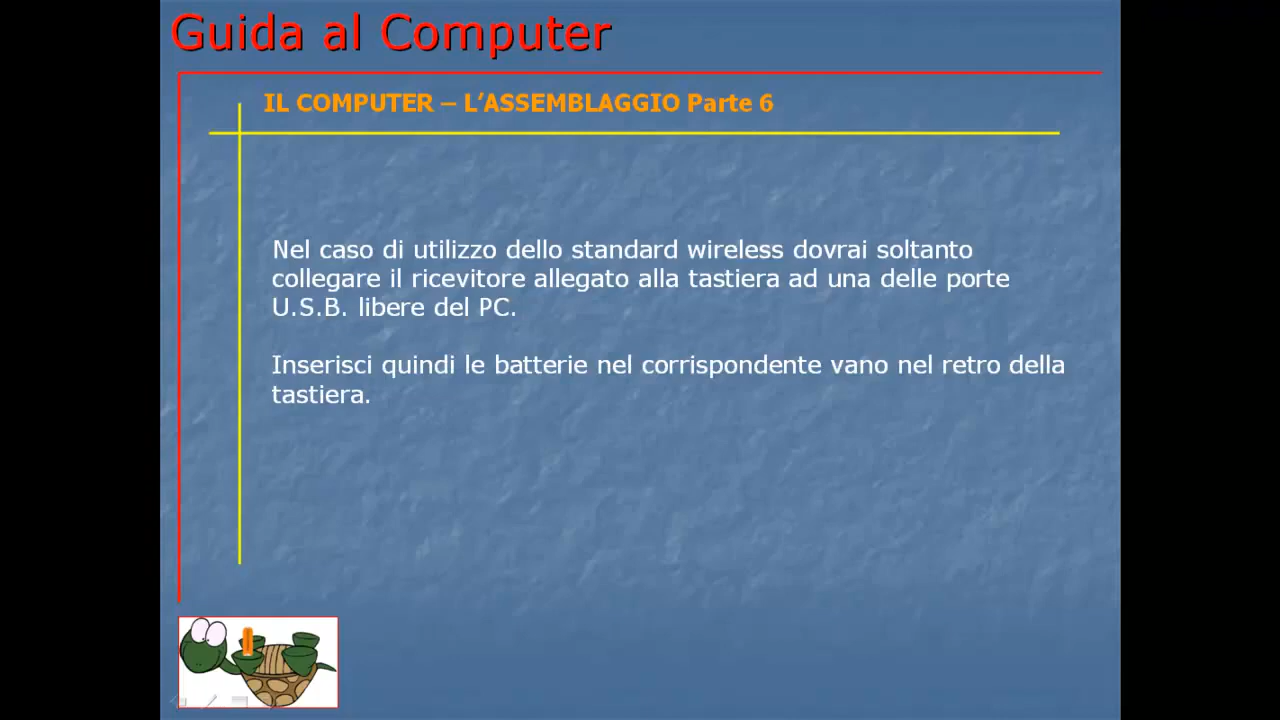 Guida al Computer
IL COMPUTER – L’ASSEMBLAGGIO Parte 6
Nel caso di utilizzo dello standard wireless dovrai soltanto
collegare il ricevitore allegato alla tastiera ad una delle porte
U.S.B. libere del PC.
Inserisci quindi le batterie nel corrispondente vano nel retro della
tastiera.